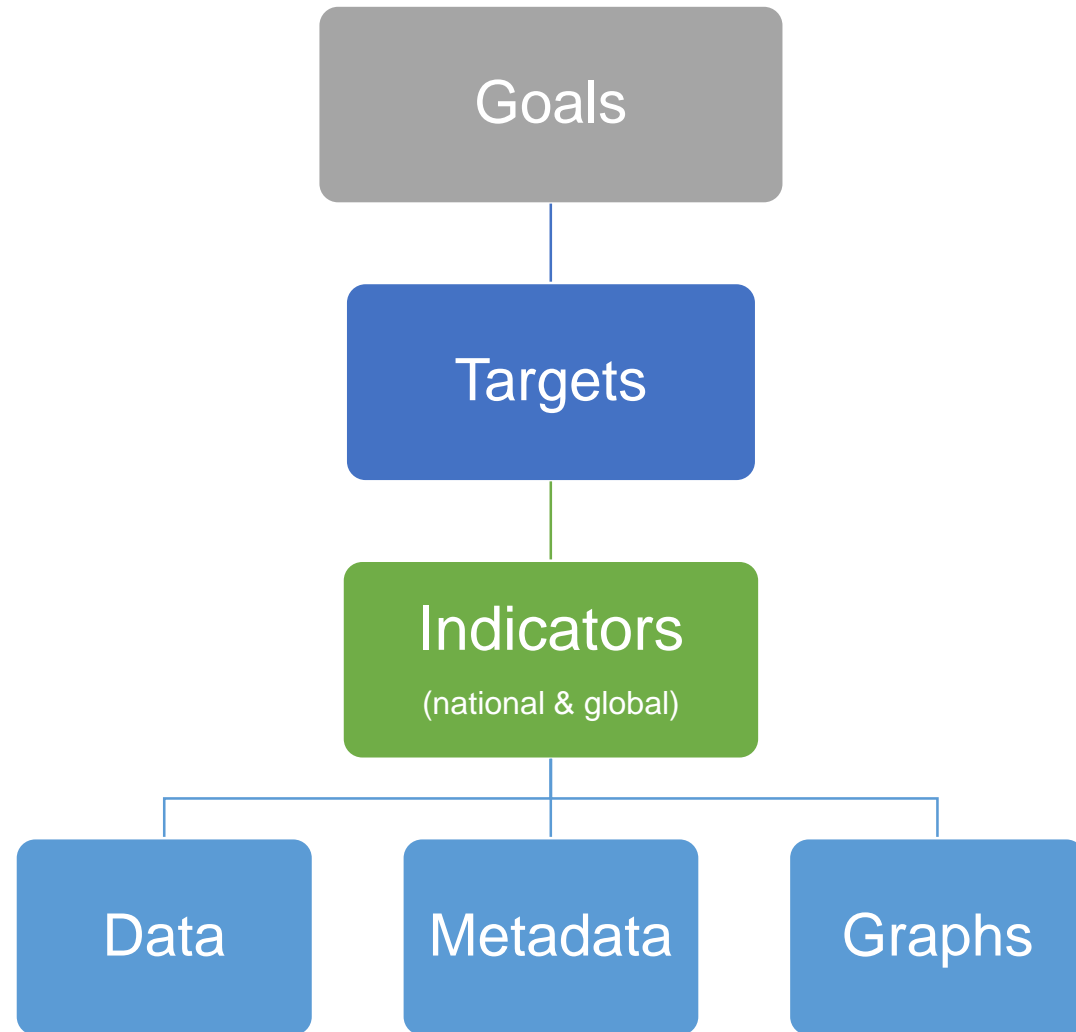 Goals
Targets
Indicators
(national & global)
Data
Metadata
Graphs